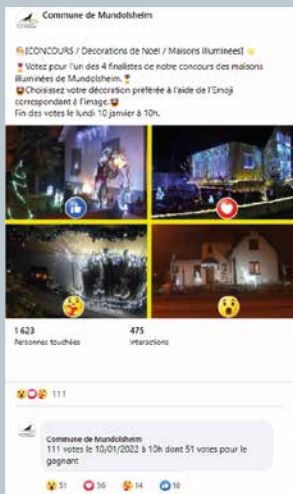 Commune de Mundolsheim
[CONCOURS / Décorations de Noël / Maisons illuminées]
Votez pour l'un des 4 finalistes de notre concours des maisons
illuminées de Mundolsheim.
Choisissez votre décoration préférée à l'aide de l'Emoji
correspondant à l'image.
Fin des votes le lundi 10 janvier à 10h.
1 623 475
Personnes touchées Interactions
111
Commune de Mundolsheim
111 votes le 10/01/2022 à 10h dont 51 votes pour le
gagnant
51 36 14 10